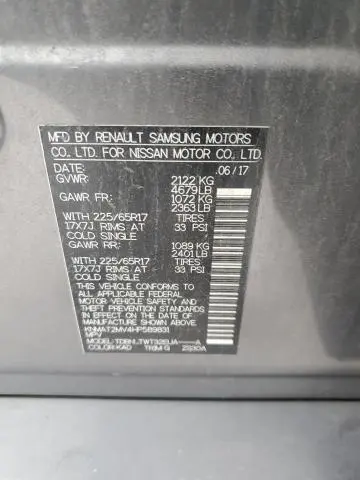 MFD BY RENAULT SAMSUNG MOTORS
CO., LTD. FOR NISSAN MOTOR CO., LTD.
DATE: 06/17
GVWR: 2122 KG
4679 LB
GAWR FR: 1072 KG
2363 LB
WITH 225/65R17 TIRES
17X7J RIMS AT 33 PSI
COLD SINGLE
GAWR RR: 1089 KG
2401 LB
WITH 225/65R17 TIRES
17X7J RIMS AT 33 PSI
COLD SINGLE
THIS VEHICLE CONFORMS TO ALL
APPLICABLE FEDERAL MOTOR
VEHICLE SAFETY AND THEFT
PREVENTION STANDARDS
IN EFFECT ON THE DATE OF
MANUFACTURE SHOWN ABOVE.
KNMAT2MV4HP589831
MPV
MODEL:
COLOR:KAD TRIM:G